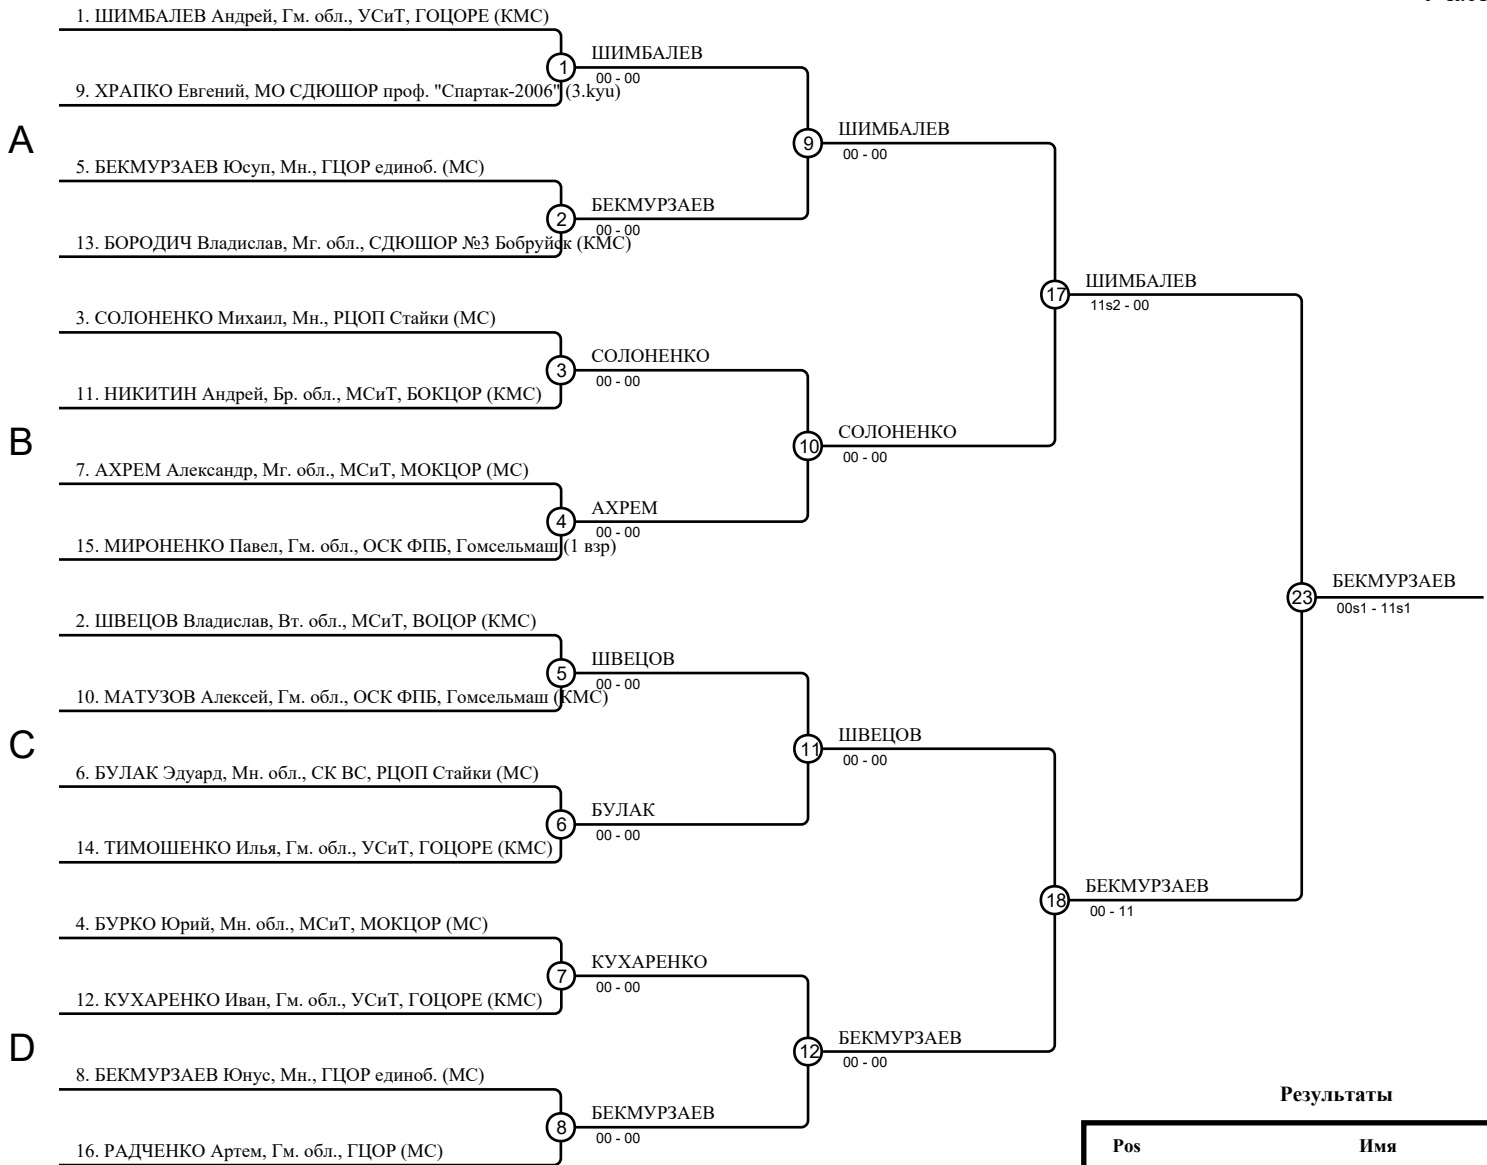 1. ШИМБАЛЕВ Андрей, Гм. обл., УСиТ, ГОЦОРЕ (КМС)
1
ШИМБАЛЕВ
00 - 00
9. ХРАПКО Евгений, МО СДЮШОР проф. "Спартак-2006" (3.kyu)
A
9
ШИМБАЛЕВ
00 - 00
5. БЕКМУРЗАЕВ Юсуп, Мн., ГЦОР единоб. (МС)
2
БЕКМУРЗАЕВ
00 - 00
13. БОРОДИЧ Владислав, Мг. обл., СДЮШОР №3 Бобруйск (КМС)
17
ШИМБАЛЕВ
11s2 - 00
3. СОЛОНЕНКО Михаил, Мн., РЦОП Стайки (МС)
3
СОЛОНЕНКО
00 - 00
11. НИКИТИН Андрей, Бр. обл., МСиТ, БОКЦОР (КМС)
B
10
СОЛОНЕНКО
00 - 00
7. АХРЕМ Александр, Мг. обл., МСиТ, МОКЦОР (МС)
4
АХРЕМ
00 - 00
15. МИРОНЕНКО Павел, Гм. обл., ОСК ФПБ, Гомсельмаш (1 взр)
23
БЕКМУРЗАЕВ
00s1 - 11s1
2. ШВЕЦОВ Владислав, Вт. обл., МСиТ, ВОЦОР (КМС)
5
ШВЕЦОВ
00 - 00
10. МАТУЗОВ Алексей, Гм. обл., ОСК ФПБ, Гомсельмаш (КМС)
C
11
ШВЕЦОВ
00 - 00
6. БУЛАК Эдуард, Мн. обл., СК ВС, РЦОП Стайки (МС)
6
БУЛАК
00 - 00
14. ТИМОШЕНКО Илья, Гм. обл., УСиТ, ГОЦОРЕ (КМС)
18
БЕКМУРЗАЕВ
00 - 11
4. БУРКО Юрий, Мн. обл., МСиТ, МОКЦОР (МС)
7
КУХАРЕНКО
00 - 00
12. КУХАРЕНКО Иван, Гм. обл., УСиТ, ГОЦОРЕ (КМС)
D
12
БЕКМУРЗАЕВ
00 - 00
8. БЕКМУРЗАЕВ Юнус, Мн., ГЦОР единоб. (МС)
8
БЕКМУРЗАЕВ
00 - 00
16. РАДЧЕНКО Артем, Гм. обл., ГЦОР (МС)
Результаты
Pos Имя